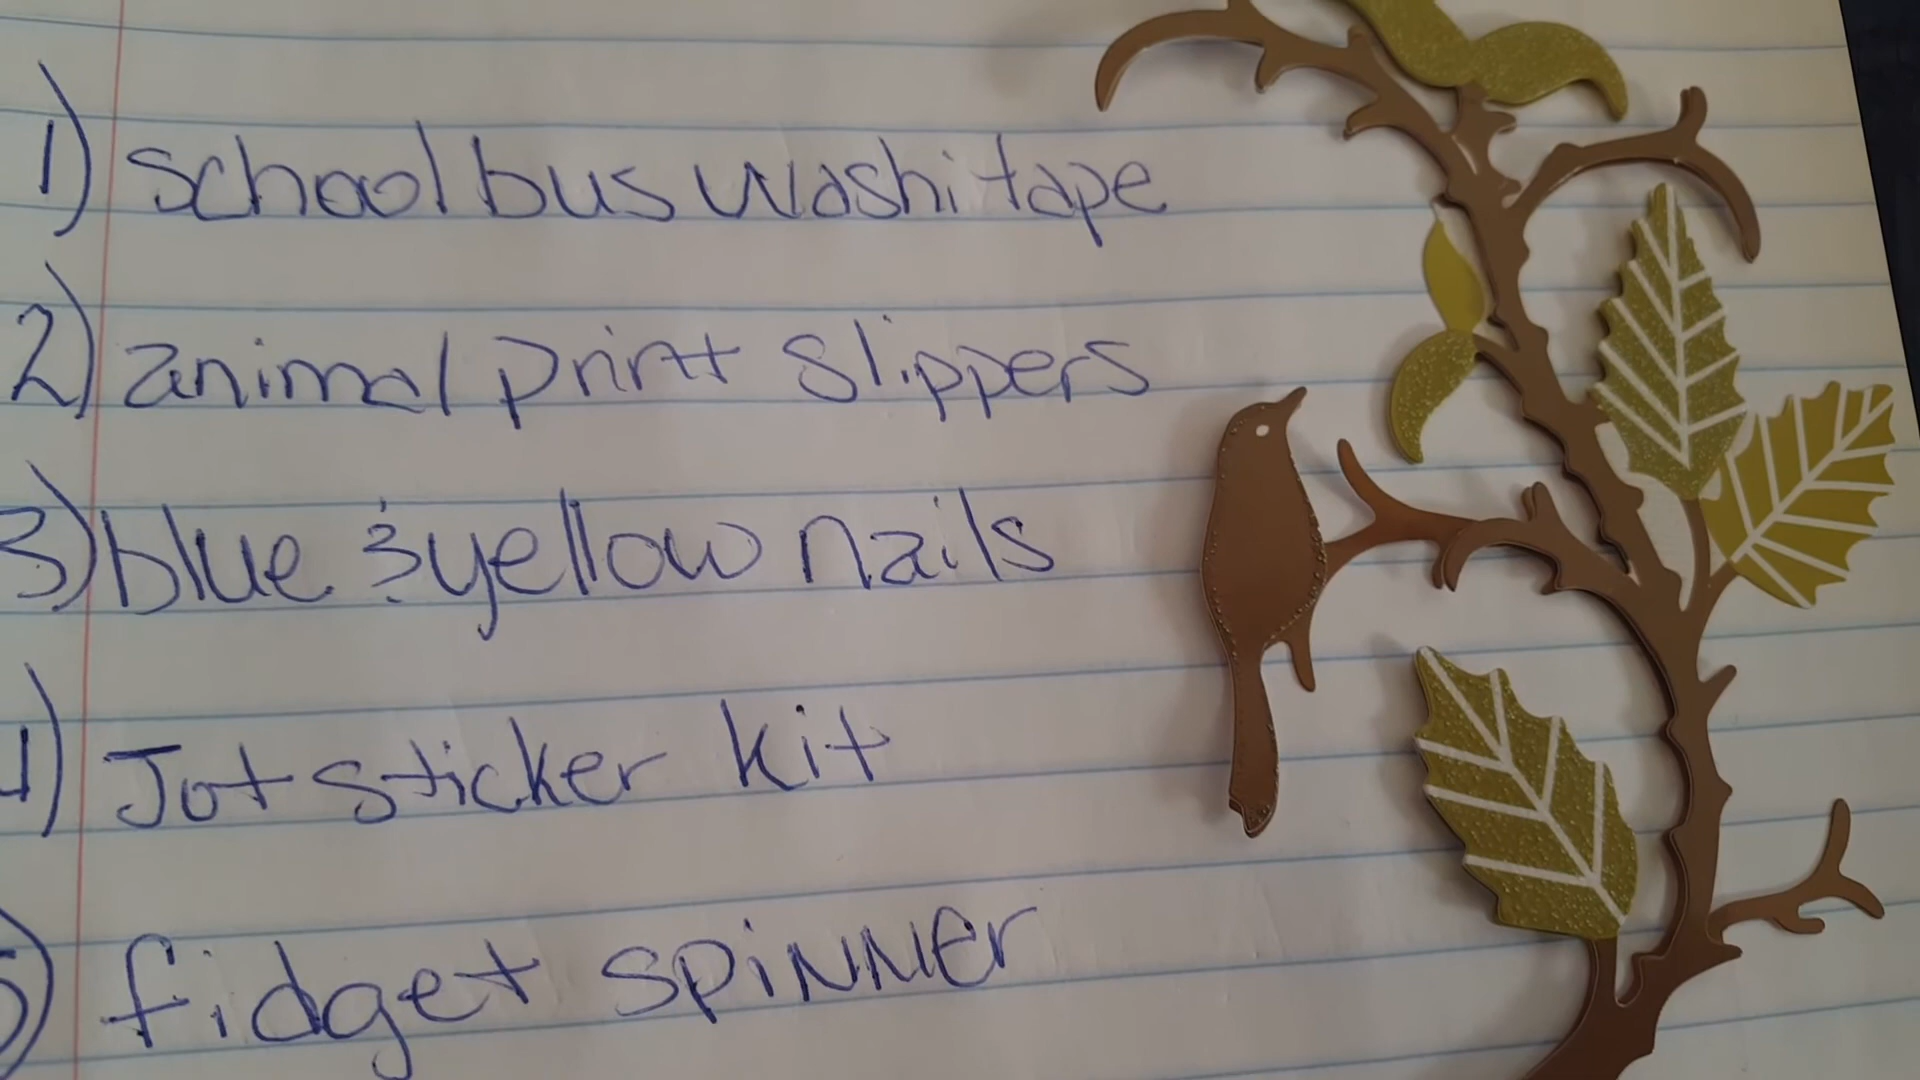 1) School bus washi tape
2) animal print slippers
3) blue & yellow nails
4) Jot sticker kit
5) fidget spinner